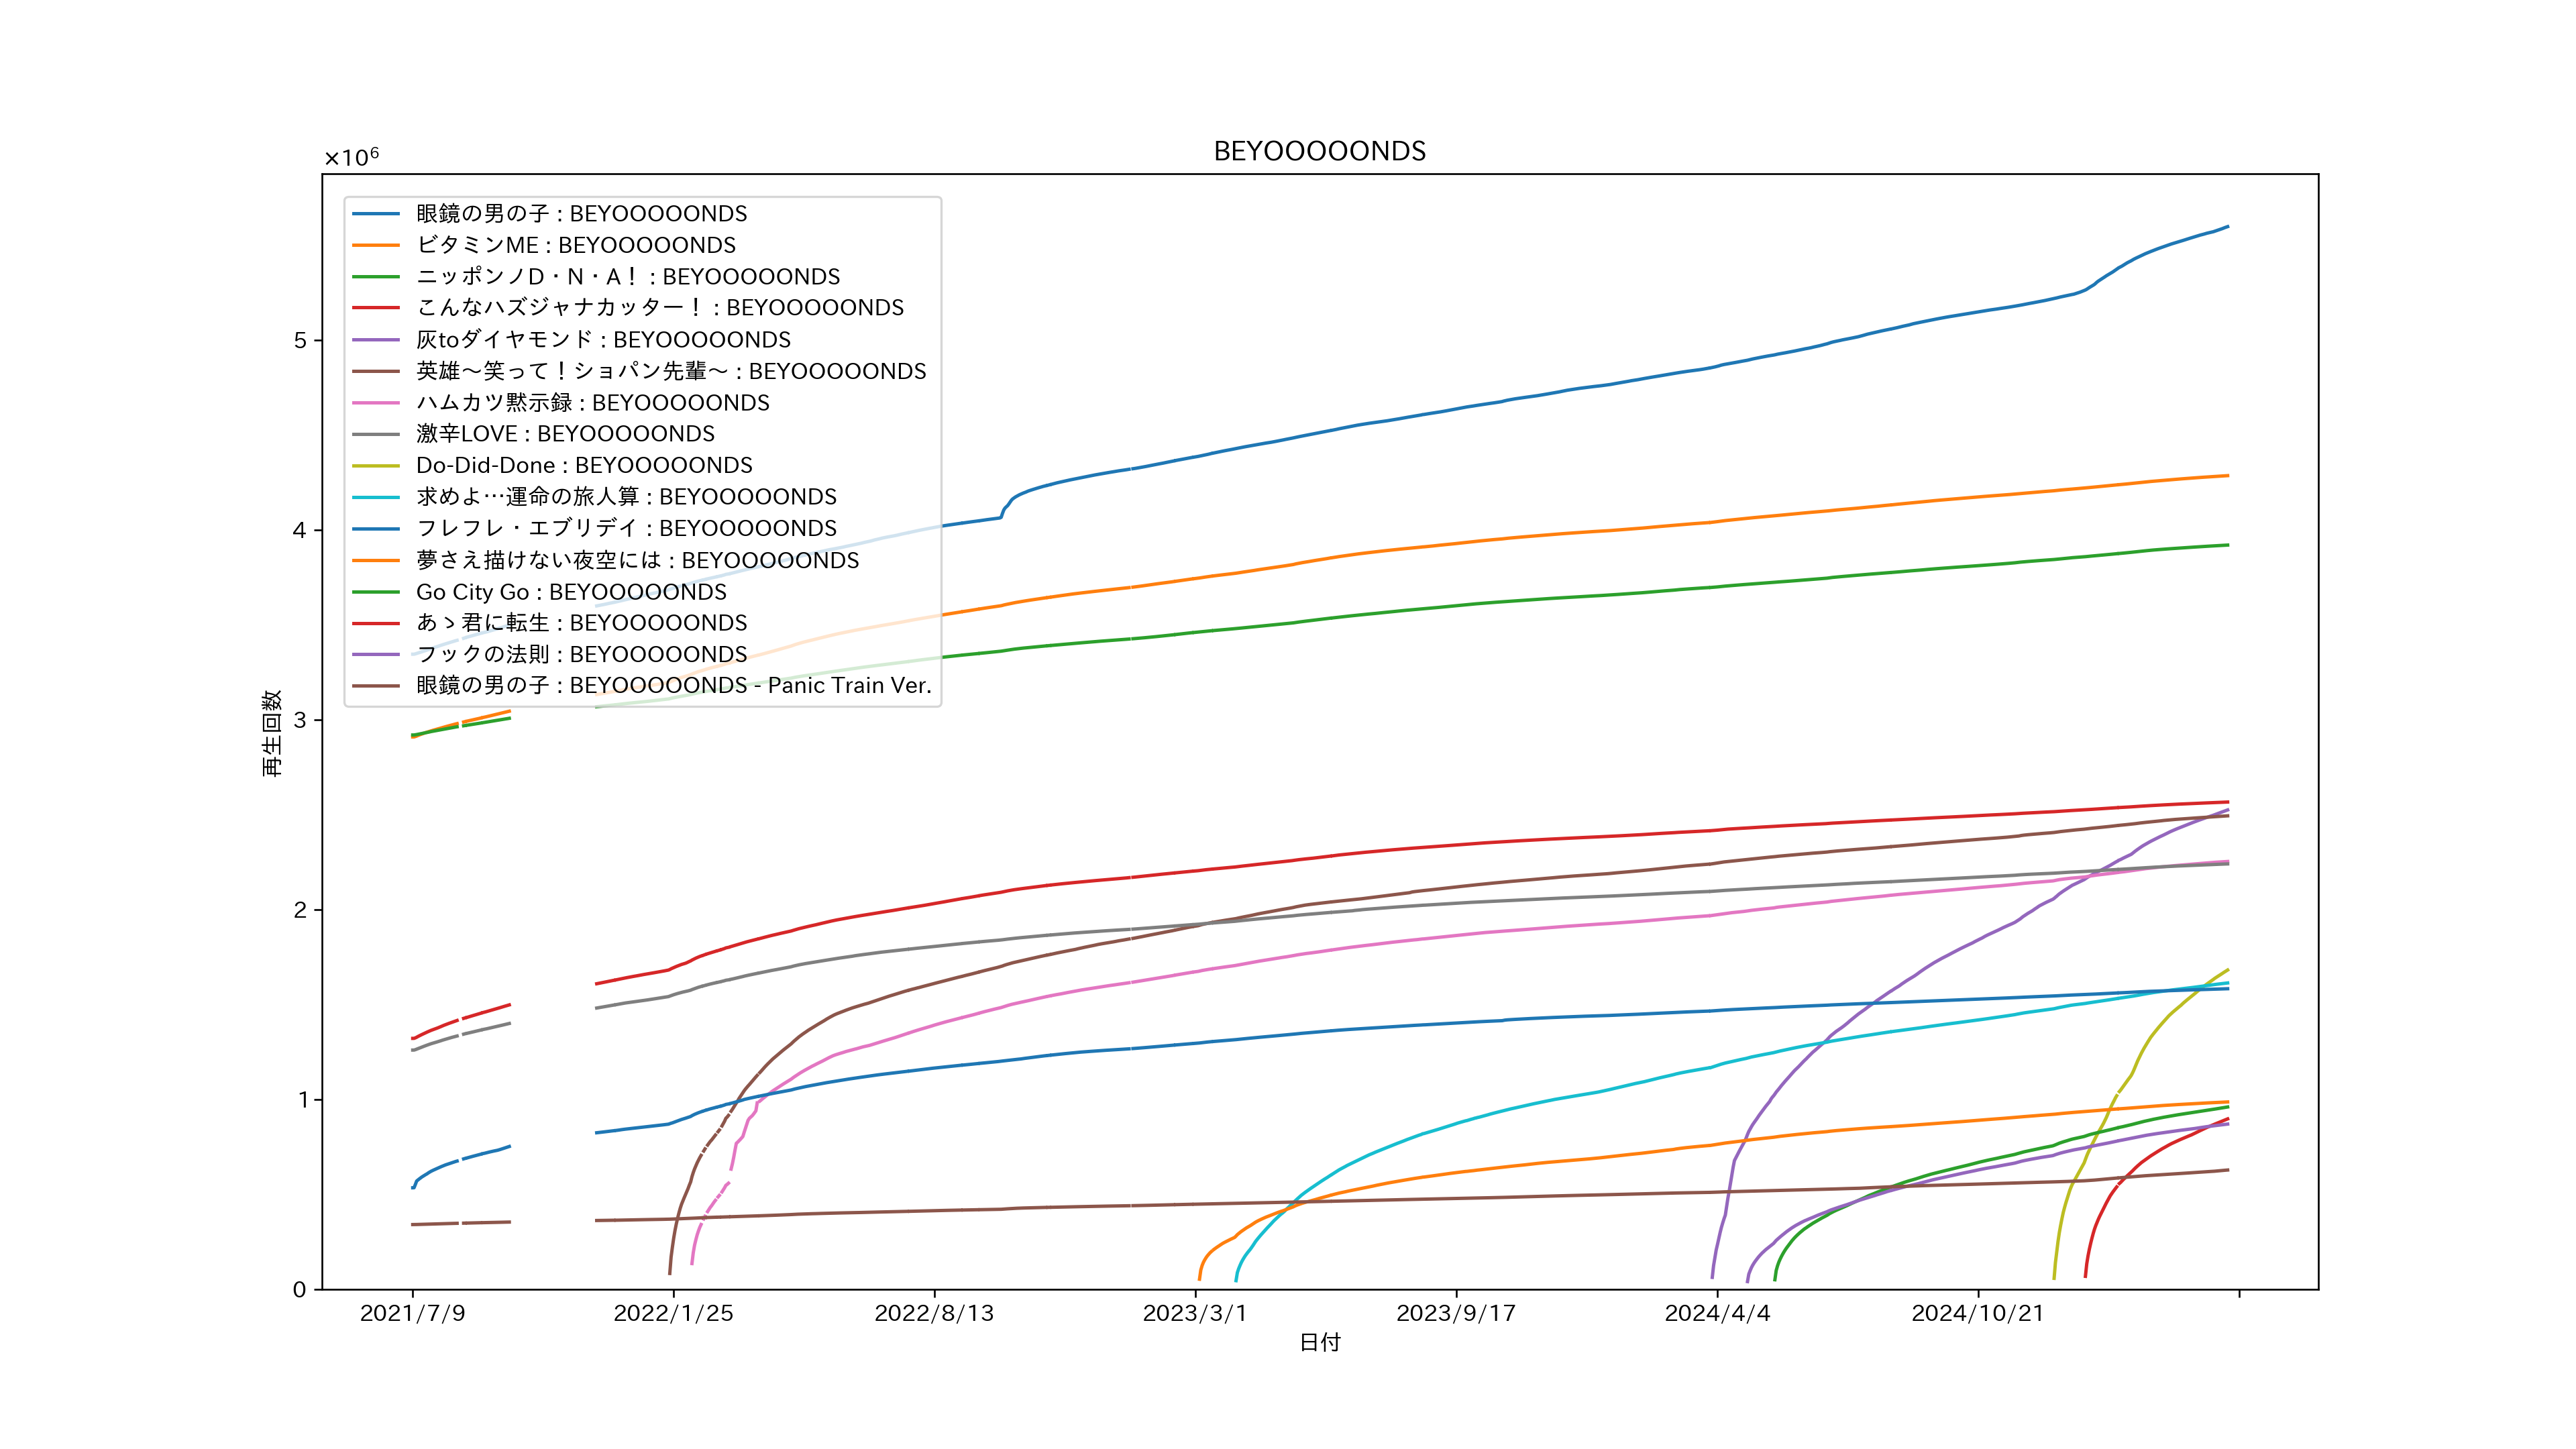 BEYOOOOONDS
×10⁶
眼鏡の男の子 : BEYOOOOONDS
ビタミンME : BEYOOOOONDS
ニッポンノD・N・A！ : BEYOOOOONDS
こんなハズジャナカッター！ : BEYOOOOONDS
灰toダイヤモンド : BEYOOOOONDS
英雄～笑って！ショパン先輩～ : BEYOOOOONDS
ハムカツ黙示録 : BEYOOOOONDS
激辛LOVE : BEYOOOOONDS
Do-Did-Done : BEYOOOOONDS
求めよ…運命の旅人算 : BEYOOOOONDS
フレフレ・エブリデイ : BEYOOOOONDS
夢さえ描けない夜空には : BEYOOOOONDS
Go City Go : BEYOOOOONDS
あゝ君に転生 : BEYOOOOONDS
フックの法則 : BEYOOOOONDS
眼鏡の男の子 : BEYOOOOONDS - Panic Train Ver.
5
4
3
2
1
0
再生回数
2021/7/9 2022/1/25 2022/8/13 2023/3/1 2023/9/17 2024/4/4 2024/10/21
日付